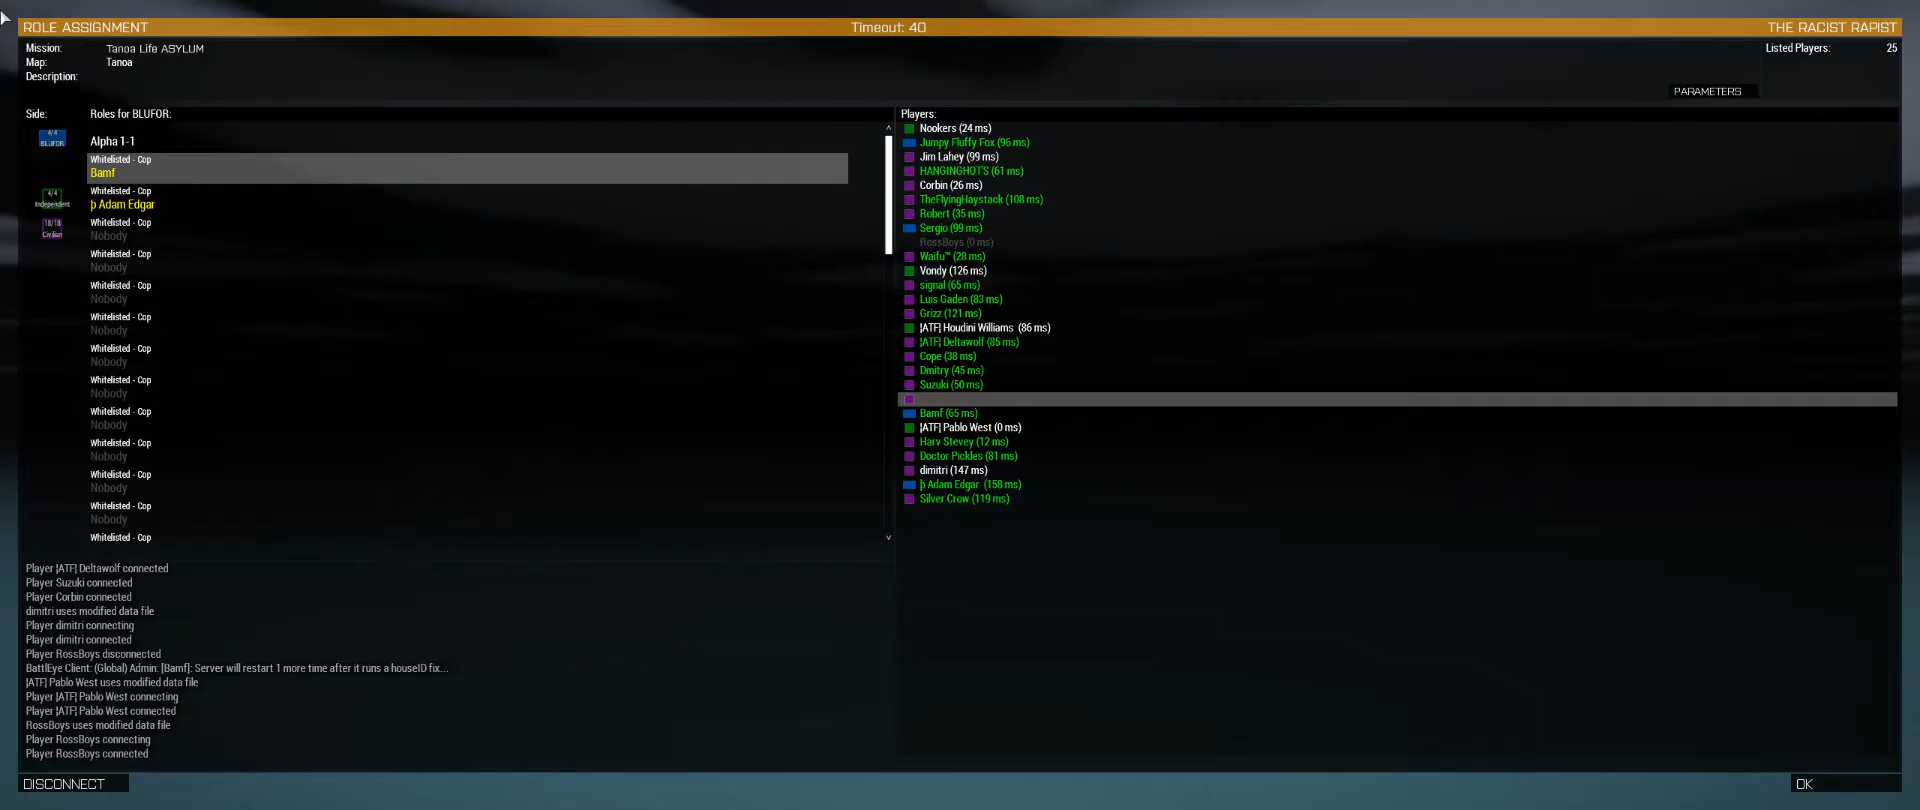 ROLE ASSIGNMENT Timeout: 40 THE RACIST RAPIST
Mission: Tanoa Life ASYLUM Listed Players: 25
Map: Tanoa
Description:
PARAMETERS
Side: Roles for BLUFOR: Players:
4/4
BLUFOR
4/4
Independent
18/18
Civilian
Alpha 1-1
Whitelisted - Cop
Bamf
Whitelisted - Cop
þ Adam Edgar
Whitelisted - Cop
Nobody
Whitelisted - Cop
Nobody
Whitelisted - Cop
Nobody
Whitelisted - Cop
Nobody
Whitelisted - Cop
Nobody
Whitelisted - Cop
Nobody
Whitelisted - Cop
Nobody
Whitelisted - Cop
Nobody
Whitelisted - Cop
Nobody
Whitelisted - Cop
Nobody
Whitelisted - Cop
Nookers (24 ms)
Jumpy Fluffy Fox (96 ms)
Jim Lahey (99 ms)
HANGINGHOT'S (61 ms)
Corbin (26 ms)
TheFlyingHaystack (108 ms)
Robert (35 ms)
Sergio (99 ms)
RossBoys (0 ms)
Waifu™ (28 ms)
Vondy (126 ms)
signal (65 ms)
Luis Gaden (83 ms)
Grizz (121 ms)
|ATF| Houdini Williams (86 ms)
|ATF| Deltawolf (85 ms)
Cope (38 ms)
Dmitry (45 ms)
Suzuki (50 ms)
Bamf (65 ms)
|ATF| Pablo West (0 ms)
Harv Stevey (12 ms)
Doctor Pickles (81 ms)
dimitri (147 ms)
þ Adam Edgar (158 ms)
Silver Crow (119 ms)
Player |ATF| Deltawolf connected
Player Suzuki connected
Player Corbin connected
dimitri uses modified data file
Player dimitri connecting
Player dimitri connected
Player RossBoys disconnected
BattlEye Client: (Global) Admin: [Bamf]: Server will restart 1 more time after it runs a houseID fix...
|ATF| Pablo West uses modified data file
Player |ATF| Pablo West connecting
Player |ATF| Pablo West connected
RossBoys uses modified data file
Player RossBoys connecting
Player RossBoys connected
DISCONNECT OK